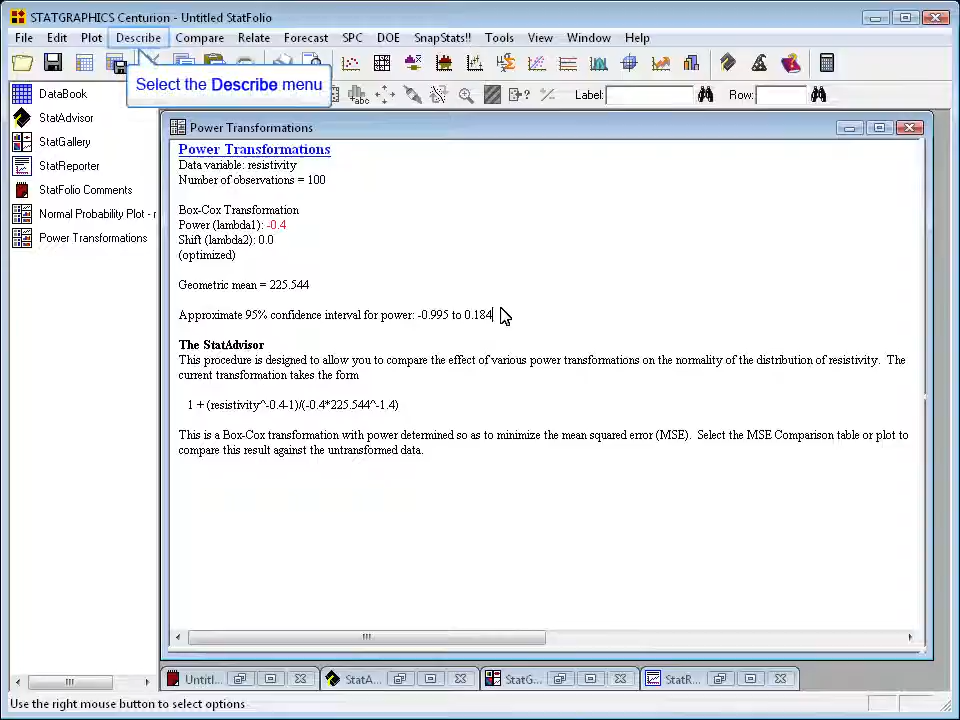 STATGRAPHICS Centurion - Untitled StatFolio
File Edit Plot Describe Compare Relate Forecast SPC DOE SnapStats!! Tools View Window Help
Select the Describe menu
Label: Row:
DataBook
StatAdvisor
StatGallery
StatReporter
StatFolio Comments
Normal Probability Plot - r
Power Transformations
Power Transformations
Power Transformations
Data variable: resistivity
Number of observations = 100
Box-Cox Transformation
Power (lambda1): -0.4
Shift (lambda2): 0.0
(optimized)
Geometric mean = 225.544
Approximate 95% confidence interval for power: -0.995 to 0.184
The StatAdvisor
This procedure is designed to allow you to compare the effect of various power transformations on the normality of the distribution of resistivity. The
current transformation takes the form
1 + (resistivity^-0.4-1)/(-0.4*225.544^-1.4)
This is a Box-Cox transformation with power determined so as to minimize the mean squared error (MSE). Select the MSE Comparison table or plot to
compare this result against the untransformed data.
Untitl... StatA... StatG... StatR...
Use the right mouse button to select options